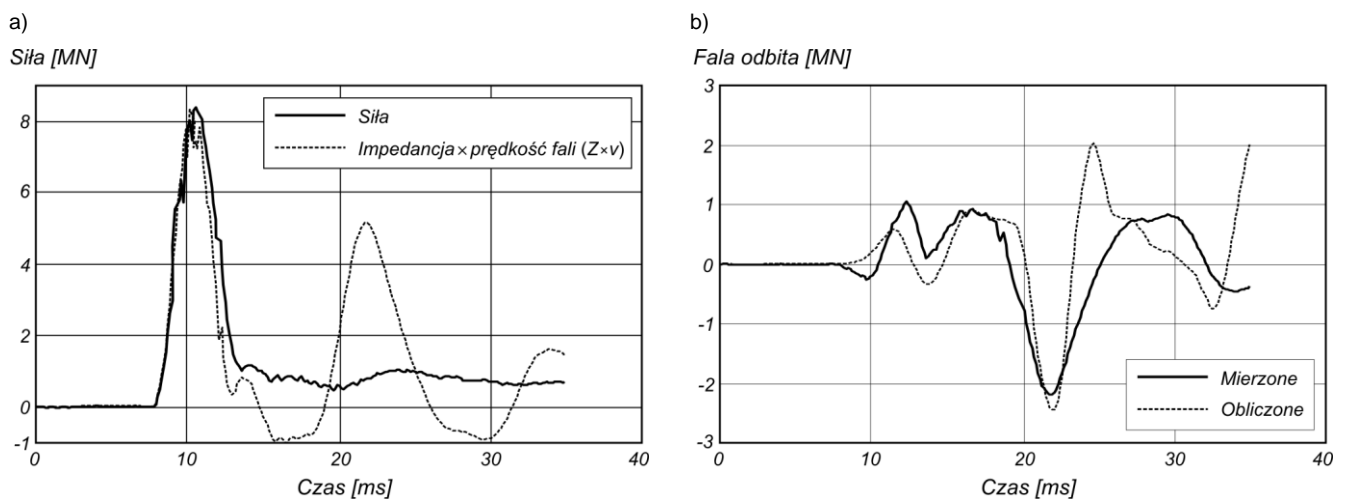 a)
Siła [MN]
8
6
4
2
0
-1
0
10
20
30
40
Czas [ms]
Siła
Impedancja × prędkość fali (Z×v)
b)
Fala odbita [MN]
3
2
1
0
-1
-2
-3
0
10
20
30
40
Czas [ms]
Mierzone
Obliczone